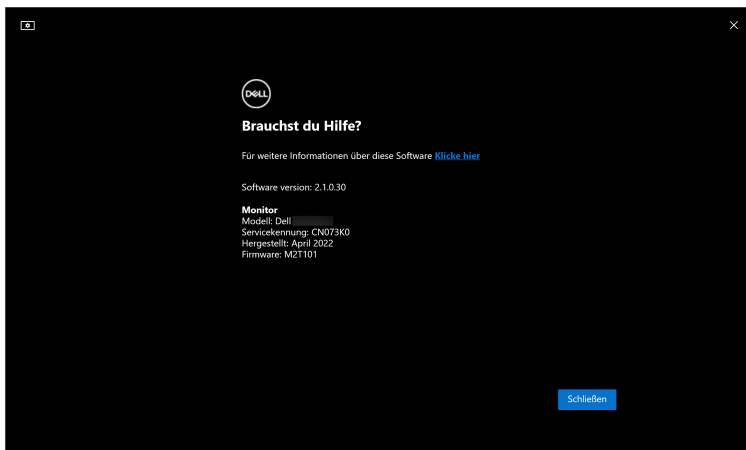 DELL
Brauchst du Hilfe?
Für weitere Informationen über diese Software Klicke hier
Software version: 2.1.0.30
Monitor
Modell: Dell
Servicekennung: CN073K0
Hergestellt: April 2022
Firmware: M2T101
Schließen